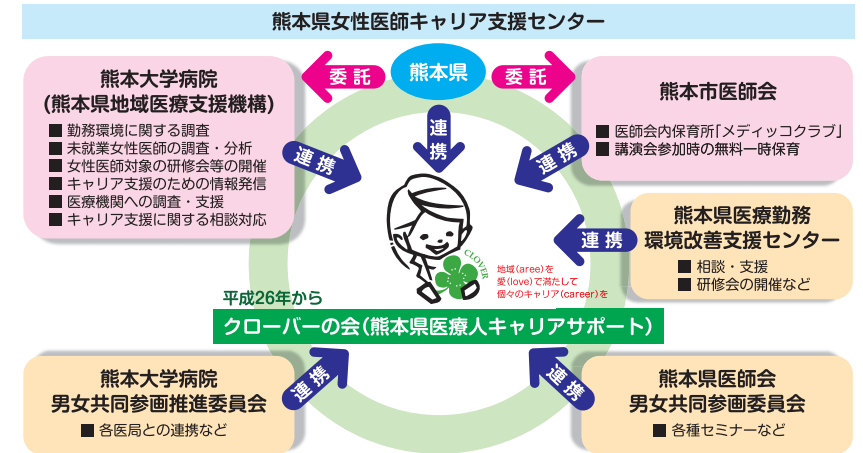 熊本県女性医師キャリア支援センター
熊本県
委託
委託
熊本大学病院
(熊本県地域医療支援機構)
■ 勤務環境に関する調査
■ 未就業女性医師の調査・分析
■ 女性医師対象の研修会等の開催
■ キャリア支援のための情報発信
■ 医療機関への調査・支援
■ キャリア支援に関する相談対応
連携
連携
連携
熊本市医師会
■ 医師会内保育所「メディッコクラブ」
■ 講演会参加時の無料一時保育
熊本県医療勤務
環境改善支援センター
■ 相談・支援
■ 研修会の開催など
連携
CLOVER
地域(aree)を
愛(love)で満たして
個々のキャリア(career)を
平成26年から
クローバーの会(熊本県医療人キャリアサポート)
熊本大学病院
男女共同参画推進委員会
■ 各医局との連携など
連携
連携
熊本県医師会
男女共同参画委員会
■ 各種セミナーなど